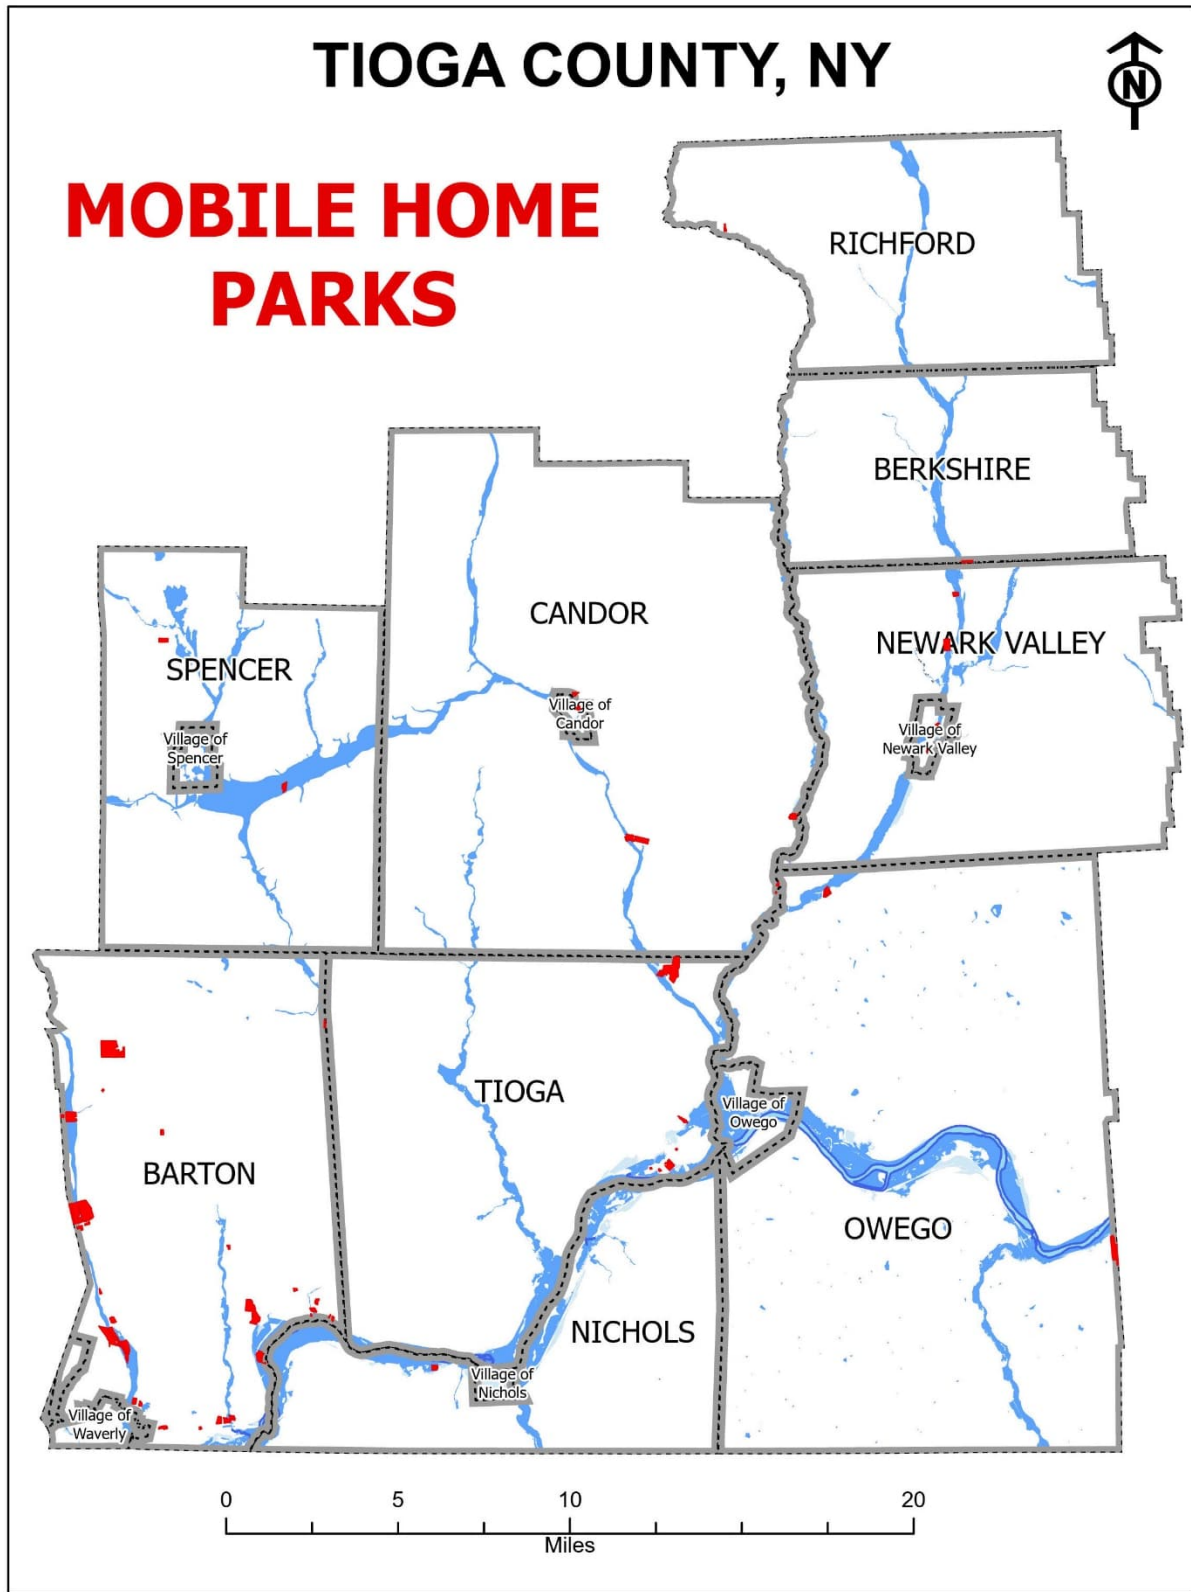 TIOGA COUNTY, NY
N
MOBILE HOME
PARKS
RICHFORD
BERKSHIRE
CANDOR
NEWARK VALLEY
SPENCER
Village of
Candor
Village of
Spencer
Village of
Newark Valley
TIOGA
Village of
Owego
BARTON
OWEGO
NICHOLS
Village of
Nichols
Village of
Waverly
0 5 10 20
Miles